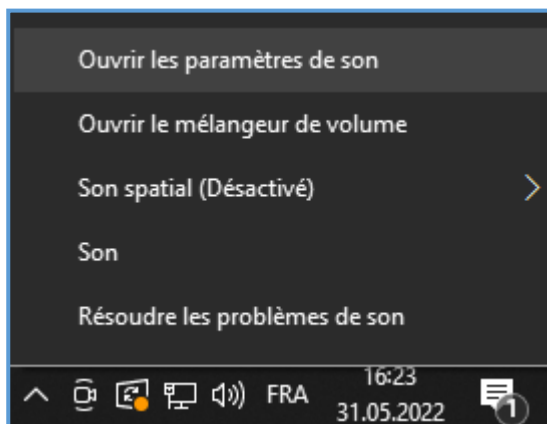 Ouvrir les paramètres de son
Ouvrir le mélangeur de volume
Son spatial (Désactivé)
Son
Résoudre les problèmes de son
FRA
16:23
31.05.2022
1